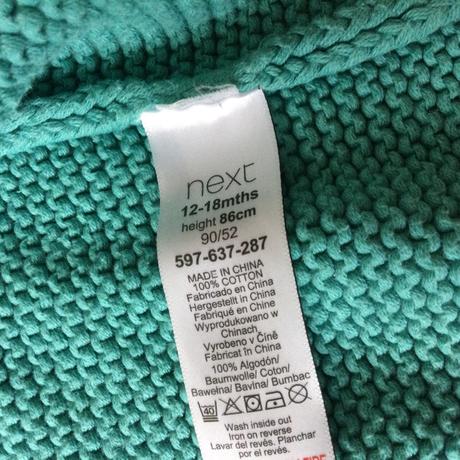 next
12-18mths
height 86cm
90/52
597-637-287
MADE IN CHINA
100% COTTON
Fabricado en China
Hergestellt in China
Fabriqué en Chine
Wyprodukowano w
Chinach
Vyrobeno v Číně
Fabricat în China
100% Algodón/
Baumwolle/ Coton/
Bawełna/ Bavlna/ Bumbac
40
Wash inside out
Iron on reverse
Lavar del revés. Planchar
por el revés.